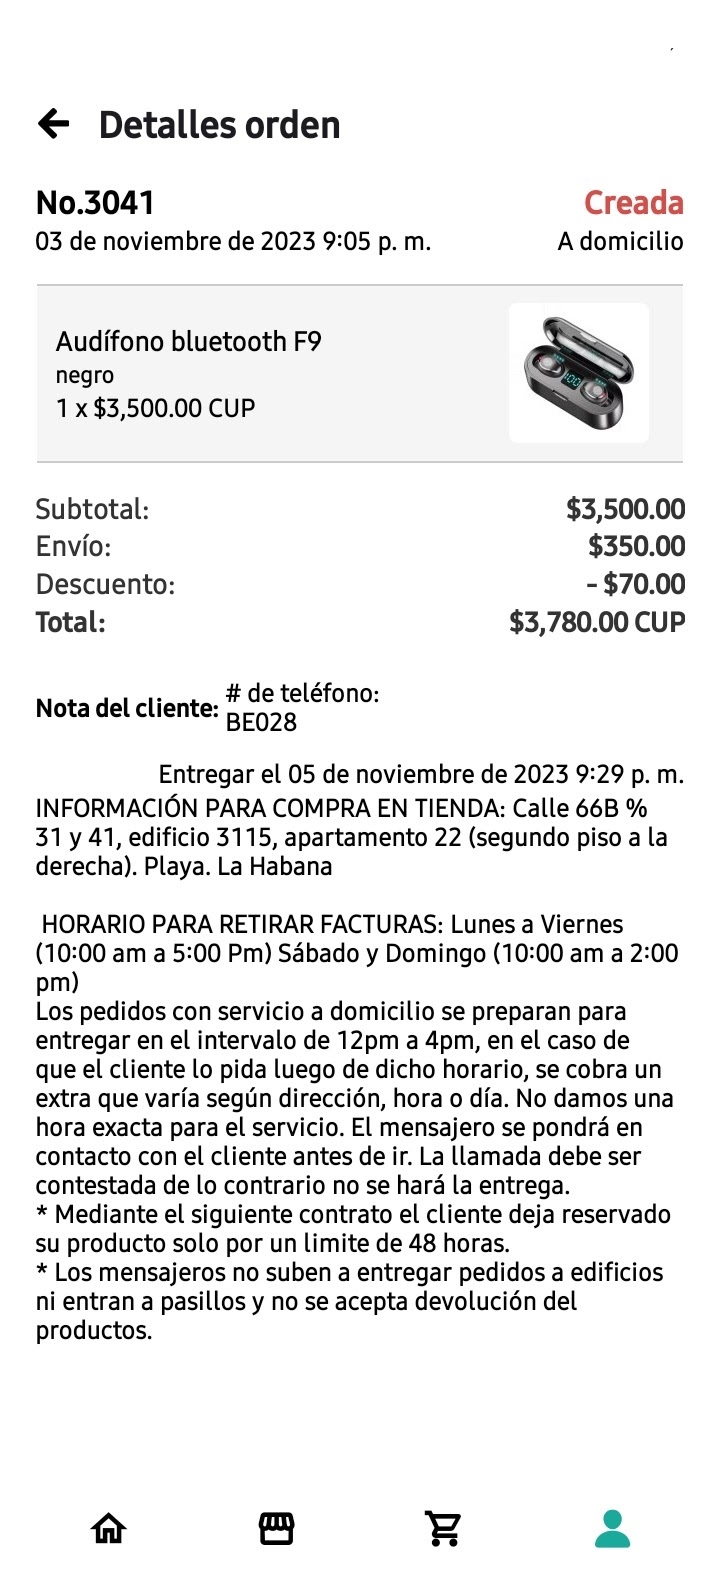 Detalles orden
No.3041 Creada
03 de noviembre de 2023 9:05 p. m. A domicilio
Audífono bluetooth F9
negro
1 x $3,500.00 CUP
Subtotal: $3,500.00
Envío: $350.00
Descuento: - $70.00
Total: $3,780.00 CUP
Nota del cliente: # de teléfono:
BE028
Entregar el 05 de noviembre de 2023 9:29 p. m.
INFORMACIÓN PARA COMPRA EN TIENDA: Calle 66B %
31 y 41, edificio 3115, apartamento 22 (segundo piso a la
derecha). Playa. La Habana
HORARIO PARA RETIRAR FACTURAS: Lunes a Viernes
(10:00 am a 5:00 Pm) Sábado y Domingo (10:00 am a 2:00
pm)
Los pedidos con servicio a domicilio se preparan para
entregar en el intervalo de 12pm a 4pm, en el caso de
que el cliente lo pida luego de dicho horario, se cobra un
extra que varía según dirección, hora o día. No damos una
hora exacta para el servicio. El mensajero se pondrá en
contacto con el cliente antes de ir. La llamada debe ser
contestada de lo contrario no se hará la entrega.
* Mediante el siguiente contrato el cliente deja reservado
su producto solo por un limite de 48 horas.
* Los mensajeros no suben a entregar pedidos a edificios
ni entran a pasillos y no se acepta devolución del
productos.